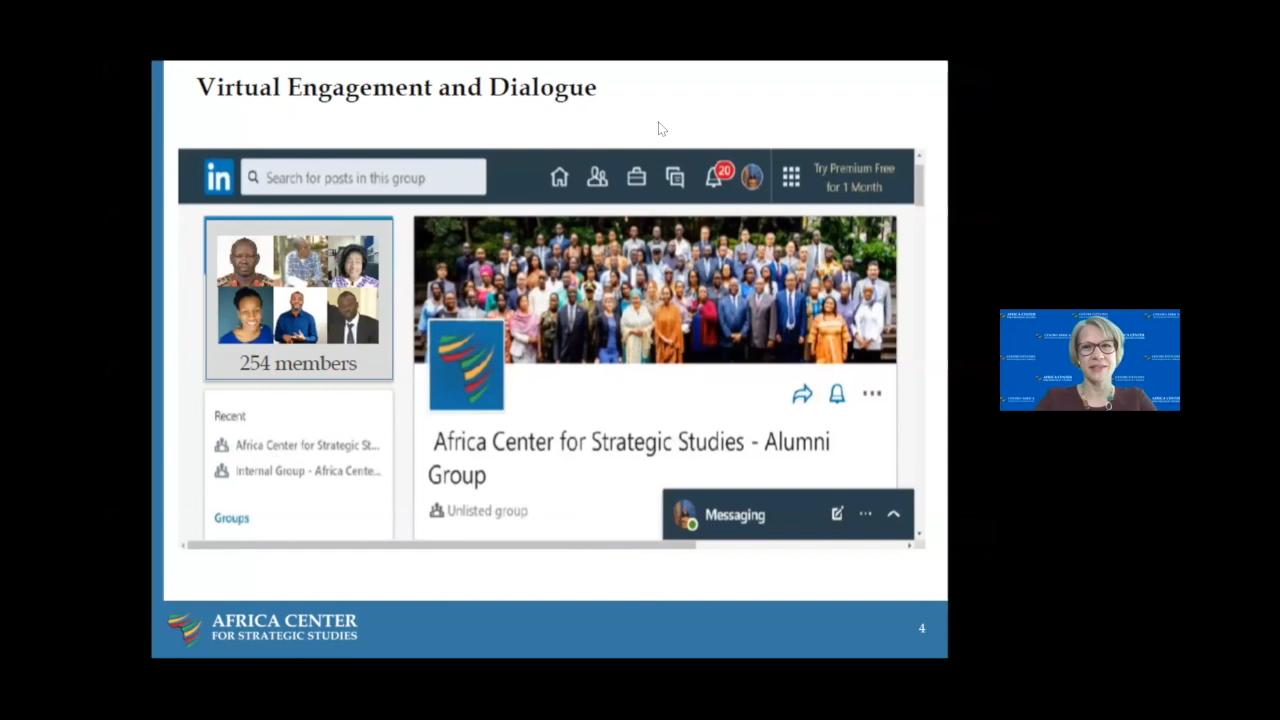 Virtual Engagement and Dialogue
in
Search for posts in this group
20
Try Premium Free
for 1 Month
254 members
Recent
Africa Center for Strategic St...
Internal Group - Africa Cente...
Groups
Africa Center for Strategic Studies - Alumni
Group
Unlisted group
Messaging
AFRICA CENTER
FOR STRATEGIC STUDIES
4